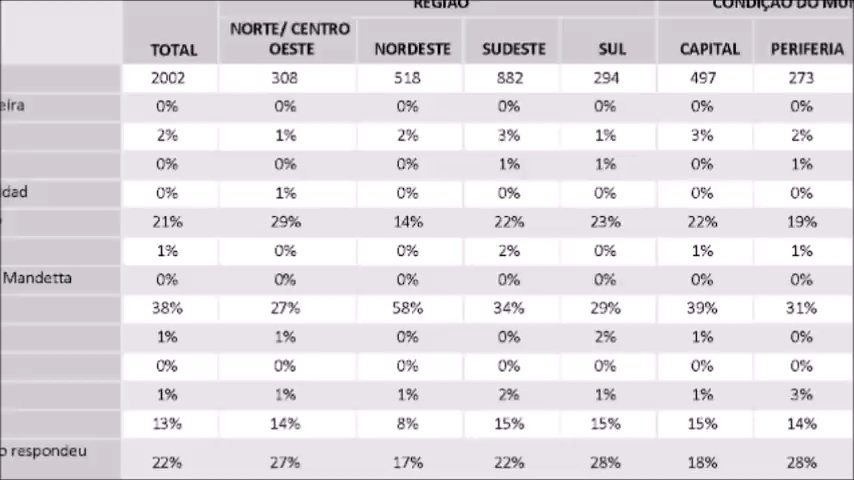 REGIÃO
CONDIÇÃO DO
TOTAL NORTE/ CENTRO OESTE NORDESTE SUDESTE SUL CAPITAL PERIFERIA
2002 308 518 882 294 497 273
eira 0% 0% 0% 0% 0% 0% 0%
2% 1% 2% 3% 1% 3% 2%
0% 0% 0% 1% 1% 0% 1%
dad 0% 1% 0% 0% 0% 0% 0%
21% 29% 14% 22% 23% 22% 19%
1% 0% 0% 2% 0% 1% 1%
Mandetta 0% 0% 0% 0% 0% 0% 0%
38% 27% 58% 34% 29% 39% 31%
1% 1% 0% 0% 2% 1% 0%
0% 0% 0% 0% 0% 0% 0%
1% 1% 1% 2% 1% 1% 3%
13% 14% 8% 15% 15% 15% 14%
o respondeu 22% 27% 17% 22% 28% 18% 28%